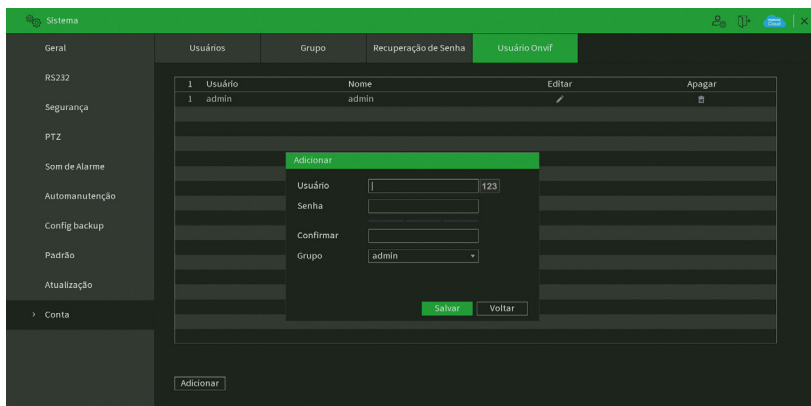 Sistema
Geral
RS232
Segurança
PTZ
Som de Alarme
Automanutenção
Config backup
Padrão
Atualização
Conta
Usuários Grupo Recuperação de Senha Usuário Onvif
1 Usuário Nome Editar Apagar
1 admin admin
Adicionar
Usuário 123
Senha
Confirmar
Grupo admin
Salvar Voltar
Adicionar